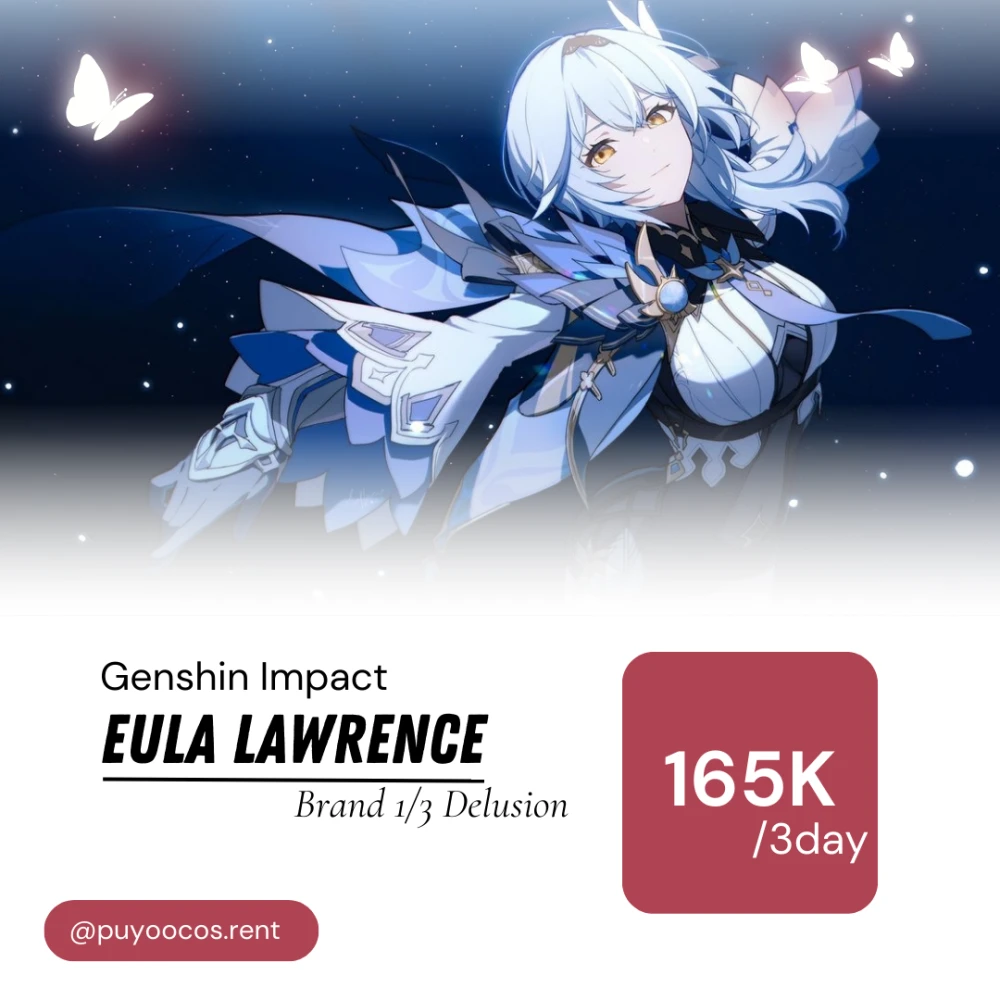 Genshin Impact
EULA LAWRENCE
Brand 1/3 Delusion
165K
/3day
@puyoocos.rent